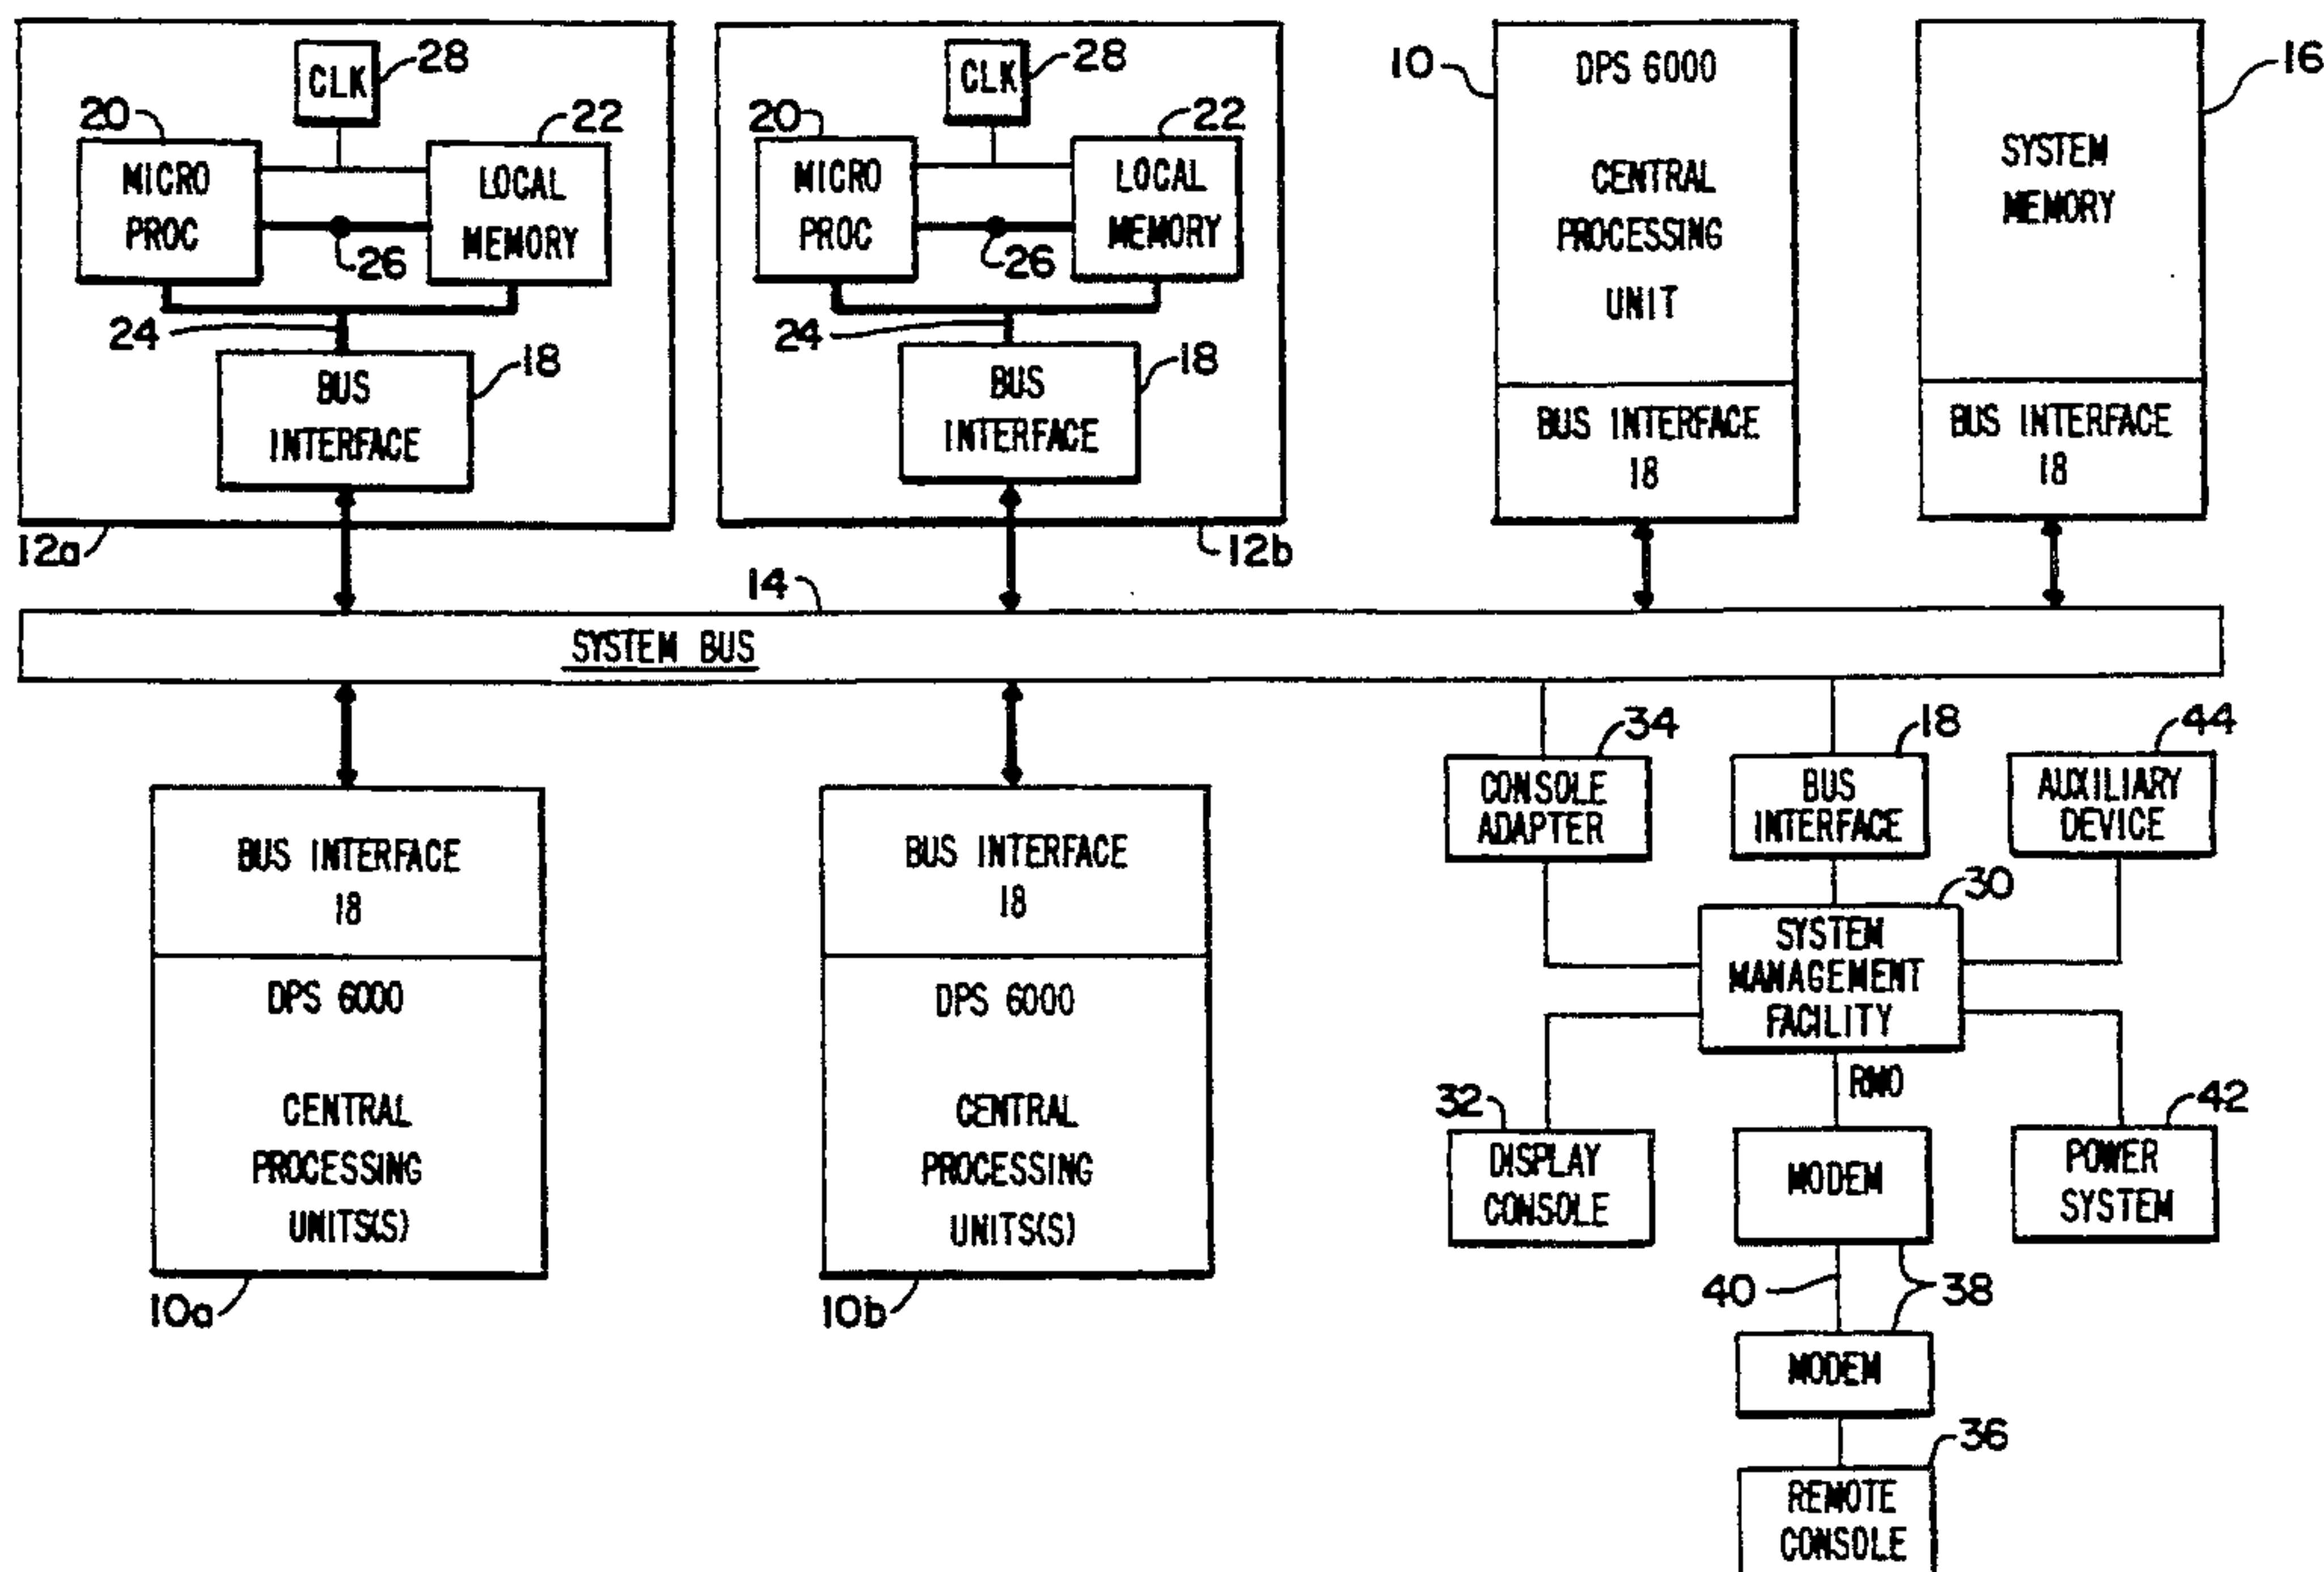 CLK
28
20
22
MICRO
PROC
LOCAL
MEMORY
26
24
BUS
INTERFACE
18
12a
CLK
28
20
22
MICRO
PROC
LOCAL
MEMORY
26
24
BUS
INTERFACE
18
12b
10
DPS 6000
CENTRAL
PROCESSING
UNIT
BUS INTERFACE
18
16
SYSTEM
MEMORY
BUS INTERFACE
18
14
SYSTEM BUS
BUS INTERFACE
18
DPS 6000
CENTRAL
PROCESSING
UNITS(S)
10a
BUS INTERFACE
18
DPS 6000
CENTRAL
PROCESSING
UNITS(S)
10b
34
CONSOLE
ADAPTER
18
BUS
INTERFACE
44
AUXILIARY
DEVICE
30
SYSTEM
MANAGEMENT
FACILITY
RMO
32
DISPLAY
CONSOLE
MODEM
42
POWER
SYSTEM
40
38
MODEM
36
REMOTE
CONSOLE